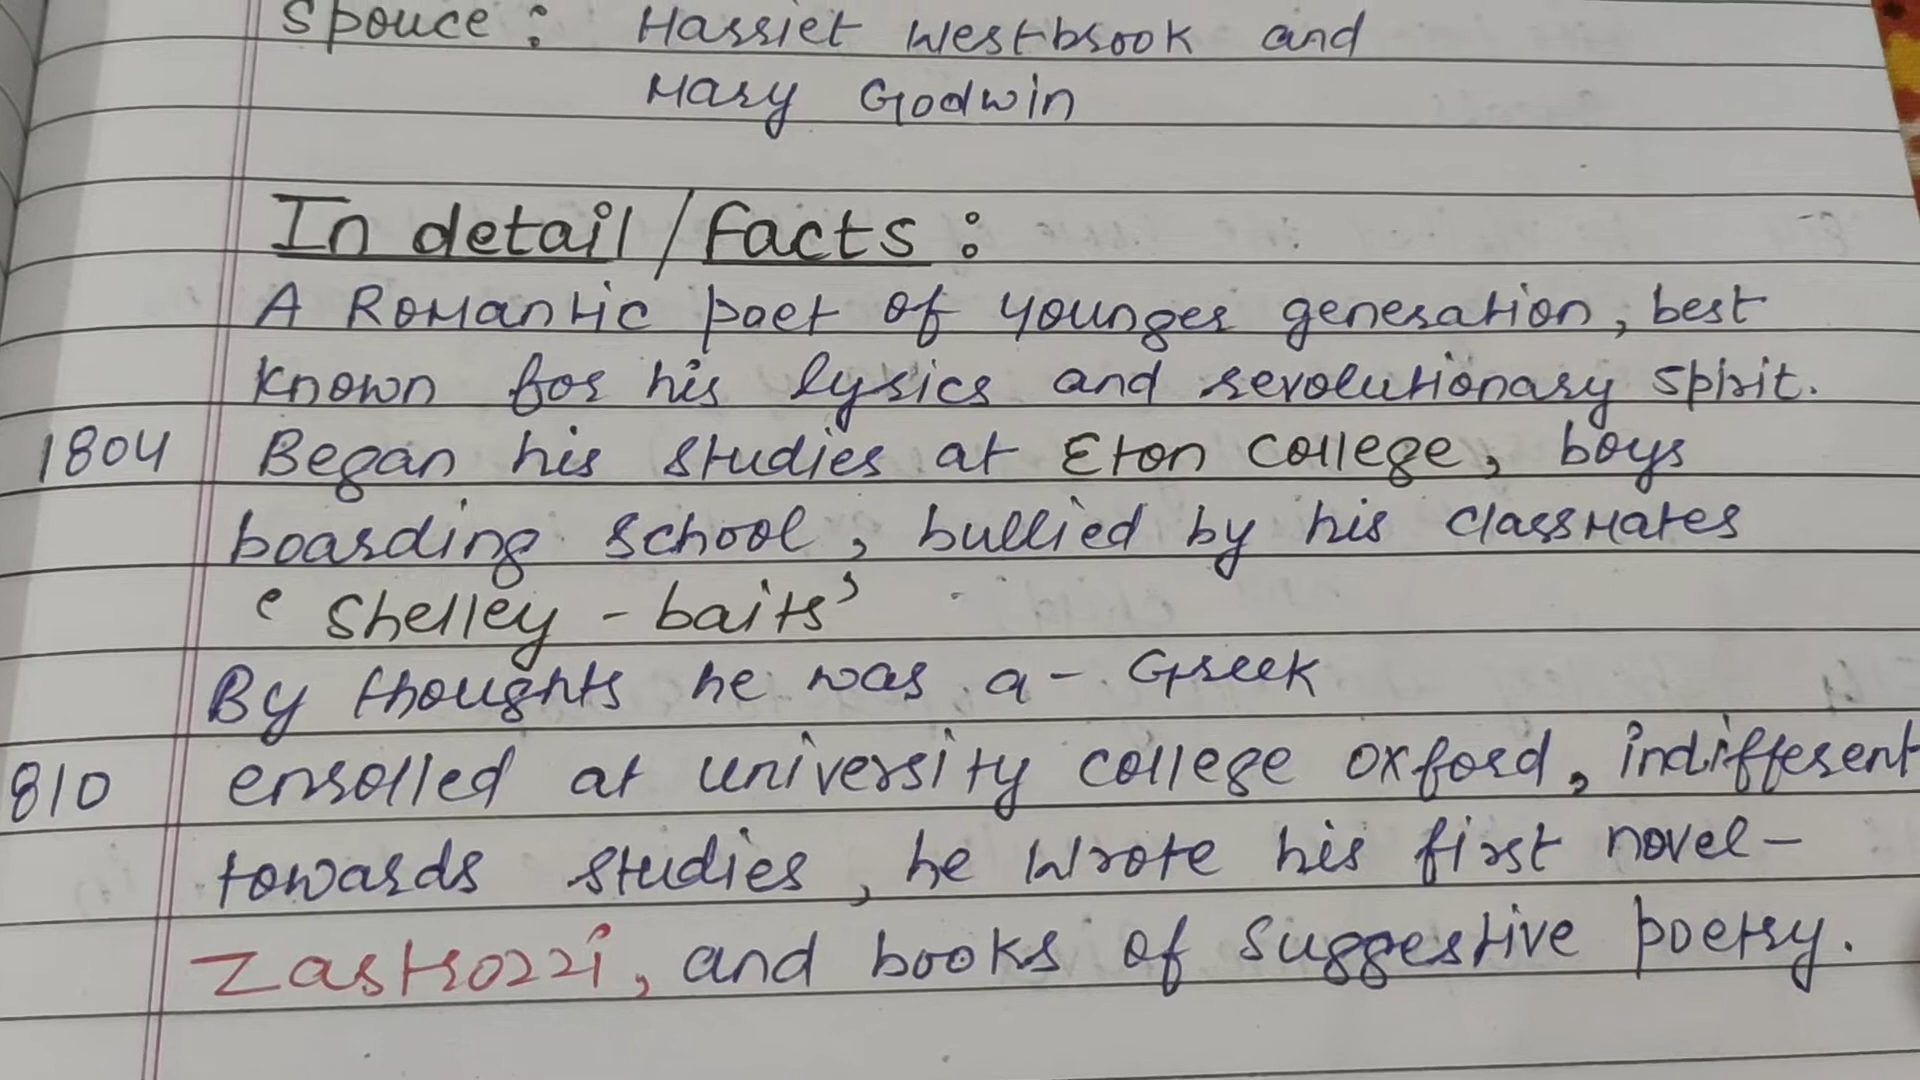 Spouce : Harriet Westbrook and
Mary Godwin
In detail / Facts :
A Romantic poet of younger generation, best
known for his lyrics and revolutionary spirit.
1804 Began his studies at Eton College, boys
boarding school, bullied by his classmates
‘Shelley - baits’
By thoughts he was a - Greek
810 enrolled at university college oxford, indifferent
towards studies, he wrote his first novel -
Zastrozzi, and books of suggestive poetry.